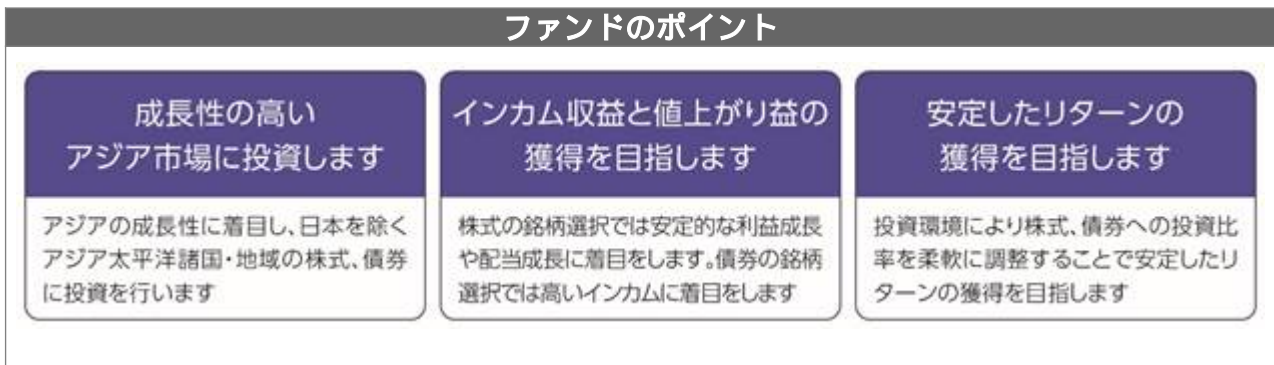 ファンドのポイント
成長性の高い
アジア市場に投資します
アジアの成長性に着目し、日本を除く
アジア太平洋諸国・地域の株式、債券
に投資を行います
インカム収益と値上がり益の
獲得を目指します
株式の銘柄選択では安定的な利益成長
や配当成長に着目をします。債券の銘柄
選択では高いインカムに着目をします
安定したリターンの
獲得を目指します
投資環境により株式、債券への投資比
率を柔軟に調整することで安定したリ
ターンの獲得を目指します